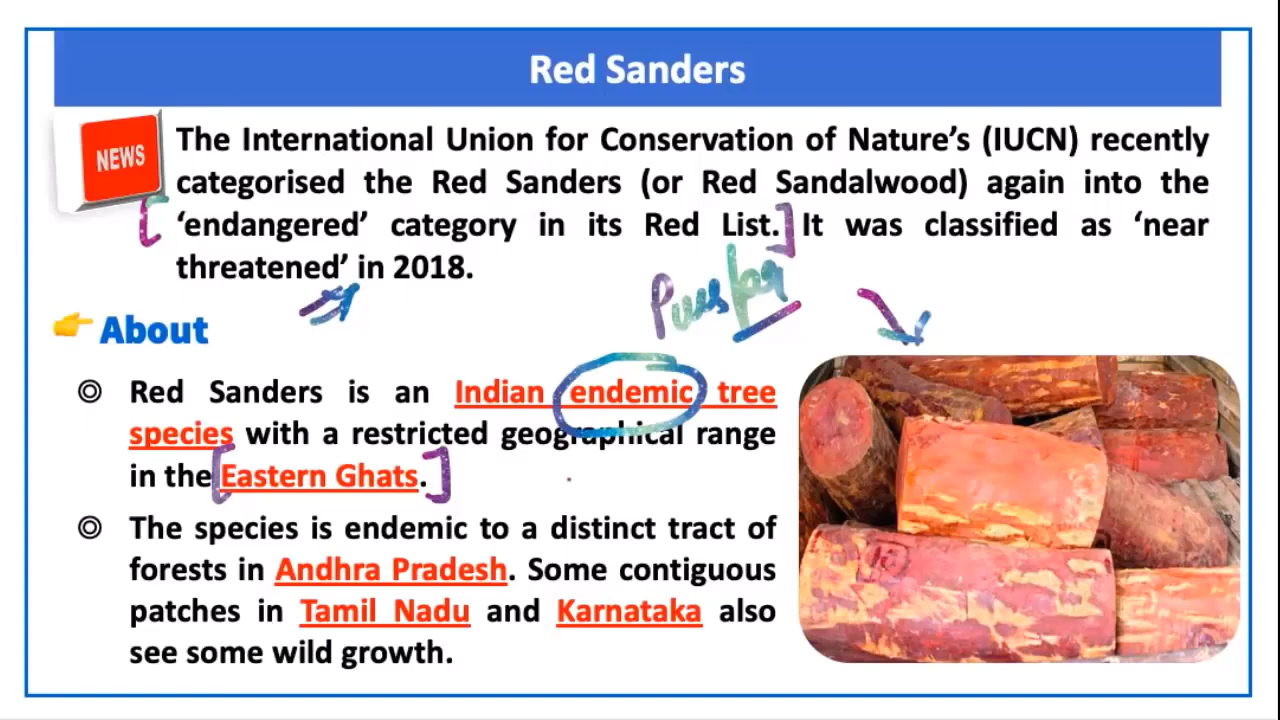 Red Sanders
NEWS
The International Union for Conservation of Nature’s (IUCN) recently
categorised the Red Sanders (or Red Sandalwood) again into the
‘endangered’ category in its Red List. It was classified as ‘near
threatened’ in 2018.
About
Red Sanders is an Indian endemic tree
species with a restricted geographical range
in the Eastern Ghats.
The species is endemic to a distinct tract of
forests in Andhra Pradesh. Some contiguous
patches in Tamil Nadu and Karnataka also
see some wild growth.